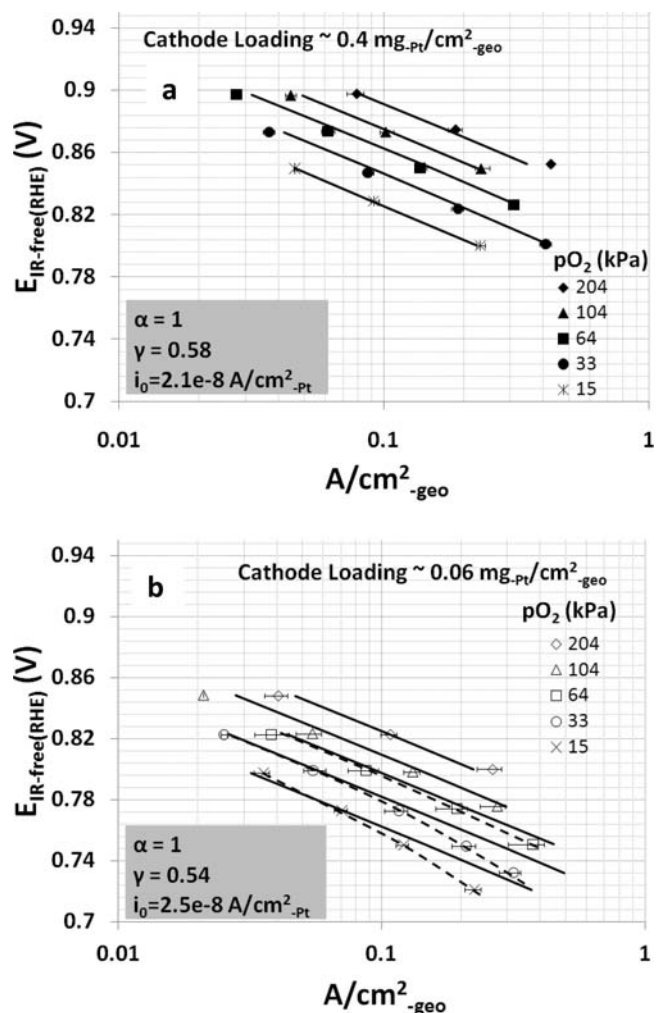 0.94
Cathode Loading ~ 0.4 mg-Pt/cm2-geo
a
0.9
0.86
0.82
0.78
0.74
0.7
E IR-free(RHE) (V)
pO2 (kPa)
204
104
64
33
15
α = 1
γ = 0.58
i0=2.1e-8 A/cm2-Pt
0.01
0.1
1
A/cm2-geo
0.94
Cathode Loading ~ 0.06 mg-Pt/cm2-geo
b
pO2 (kPa)
204
104
64
33
15
0.9
0.86
0.82
0.78
0.74
0.7
E IR-free(RHE) (V)
α = 1
γ = 0.54
i0=2.5e-8 A/cm2-Pt
0.01
0.1
1
A/cm2-geo